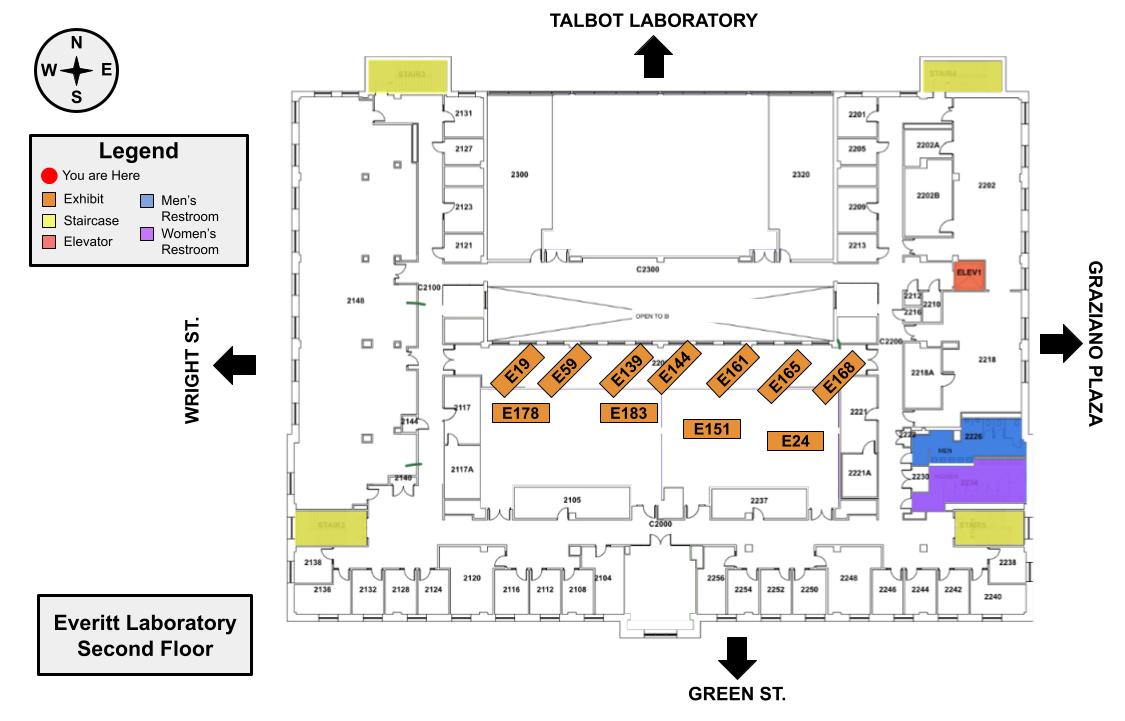 TALBOT LABORATORY
N
W E
S
Legend
You are Here
Exhibit
Staircase
Elevator
Men's
Restroom
Women's
Restroom
WRIGHT ST.
GRAZIANO PLAZA
STAIR3
STAIR4
2131
2127
2123
2121
2300
2320
2201
2205
2209
2213
2202A
2202B
2202
C2300
C2100
2148
ELEV1
2212
2210
2216
OPEN TO B
C2200
2218
2218A
E19
E59
E139
E144
E161
E165
E168
E178
E183
E151
E24
2117
2144
2221
2226
MEN
2117A
2140
2221A
2230
2234
2105
2237
C2000
STAIR2
STAIR5
2138
2136
2132
2128
2124
2120
2116
2112
2108
2104
2256
2254
2252
2250
2248
2246
2244
2242
2240
2238
Everitt Laboratory
Second Floor
GREEN ST.